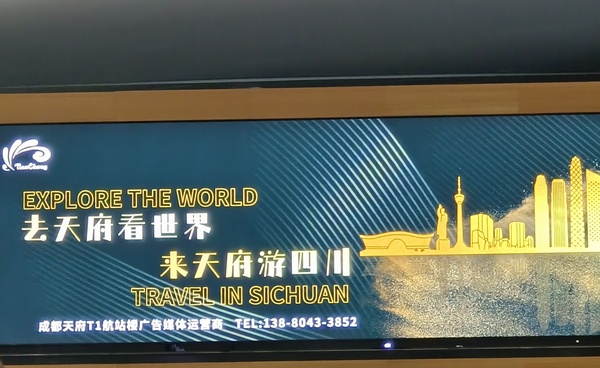 TianCheng
EXPLORE THE WORLD
去天府看世界
来天府游四川
TRAVEL IN SICHUAN
成都天府T1航站楼广告媒体运营商 TEL:138-8043-3852